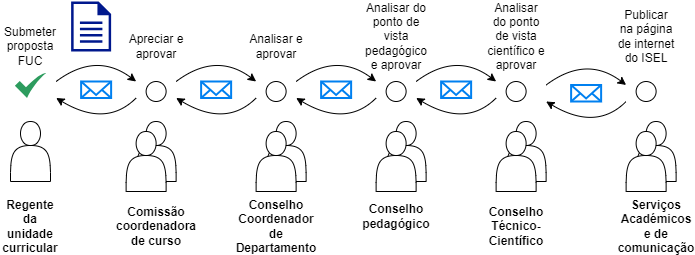 Submeter
proposta
FUC
Apreciar e
aprovar
Analisar e
aprovar
Analisar do
ponto de
vista
pedagógico
e aprovar
Analisar
do ponto
de vista
científico e
aprovar
Publicar
na página
de internet
do ISEL
Regente
da
unidade
curricular
Comissão
coordenadora
de curso
Conselho
Coordenador
de
Departamento
Conselho
pedagógico
Conselho
Técnico-
Científico
Serviços
Académicos
e de
comunicação